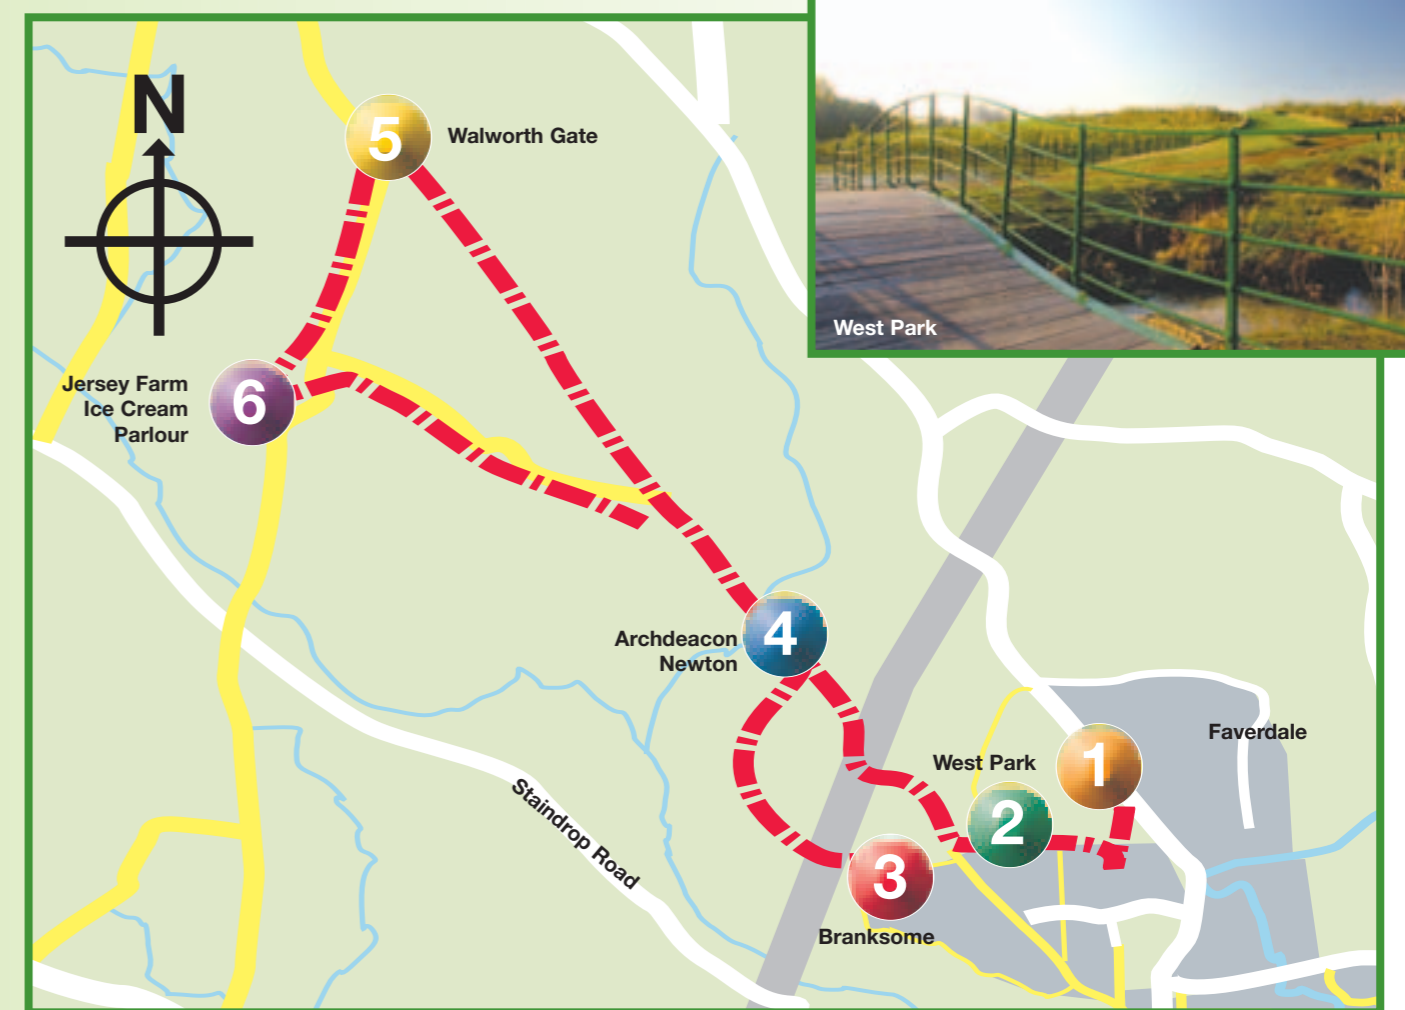 N
5
Walworth Gate
West Park
Jersey Farm
Ice Cream
Parlour
6
Archdeacon
Newton
4
Faverdale
West Park
1
2
Staindrop Road
3
Branksome